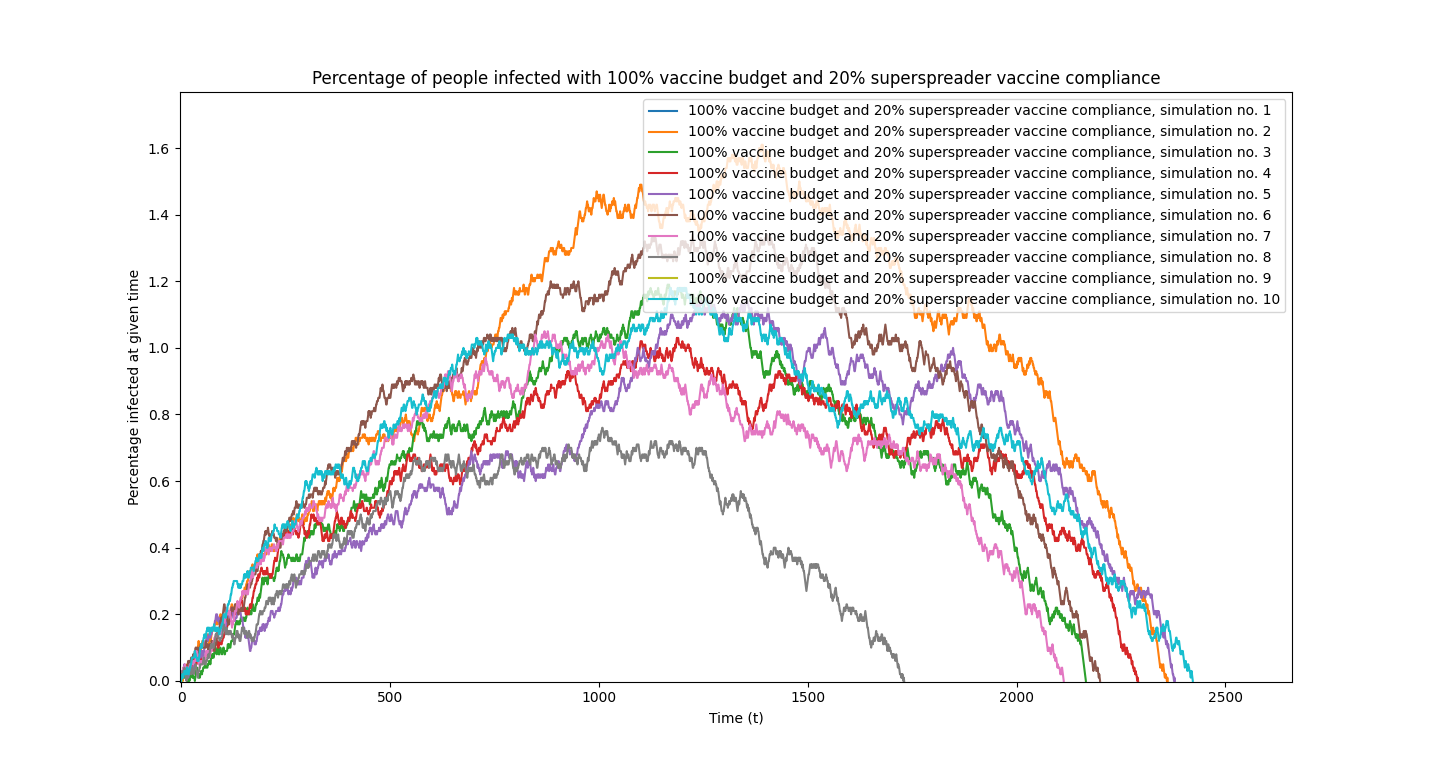 Percentage of people infected with 100% vaccine budget and 20% superspreader vaccine compliance
100% vaccine budget and 20% superspreader vaccine compliance, simulation no. 1
100% vaccine budget and 20% superspreader vaccine compliance, simulation no. 2
100% vaccine budget and 20% superspreader vaccine compliance, simulation no. 3
100% vaccine budget and 20% superspreader vaccine compliance, simulation no. 4
100% vaccine budget and 20% superspreader vaccine compliance, simulation no. 5
100% vaccine budget and 20% superspreader vaccine compliance, simulation no. 6
100% vaccine budget and 20% superspreader vaccine compliance, simulation no. 7
100% vaccine budget and 20% superspreader vaccine compliance, simulation no. 8
100% vaccine budget and 20% superspreader vaccine compliance, simulation no. 9
100% vaccine budget and 20% superspreader vaccine compliance, simulation no. 10
Percentage infected at given time
1.6
1.4
1.2
1.0
0.8
0.6
0.4
0.2
0.0
0 500 1000 1500 2000 2500
Time (t)